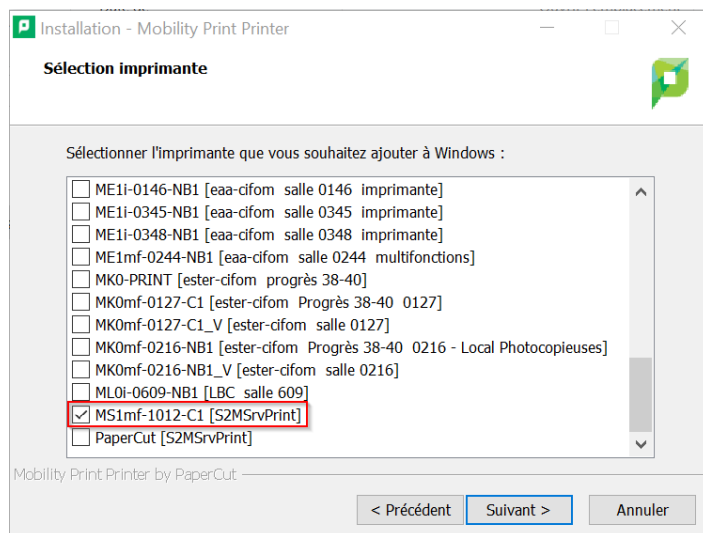 Installation - Mobility Print Printer
Sélection imprimante
Sélectionner l'imprimante que vous souhaitez ajouter à Windows :
ME1i-0146-NB1 [eaa-cifom salle 0146 imprimante]
ME1i-0345-NB1 [eaa-cifom salle 0345 imprimante]
ME1i-0348-NB1 [eaa-cifom salle 0348 imprimante]
ME1mf-0244-NB1 [eaa-cifom salle 0244 multifonctions]
MK0-PRINT [ester-cifom progrès 38-40]
MK0mf-0127-C1 [ester-cifom Progrès 38-40 0127]
MK0mf-0127-C1_V [ester-cifom salle 0127]
MK0mf-0216-NB1 [ester-cifom Progrès 38-40 0216 - Local Photocopieuses]
MK0mf-0216-NB1_V [ester-cifom salle 0216]
ML0i-0609-NB1 [LBC salle 609]
MS1mf-1012-C1 [S2MSrvPrint]
PaperCut [S2MSrvPrint]
Mobility Print Printer by PaperCut
< Précédent Suivant > Annuler